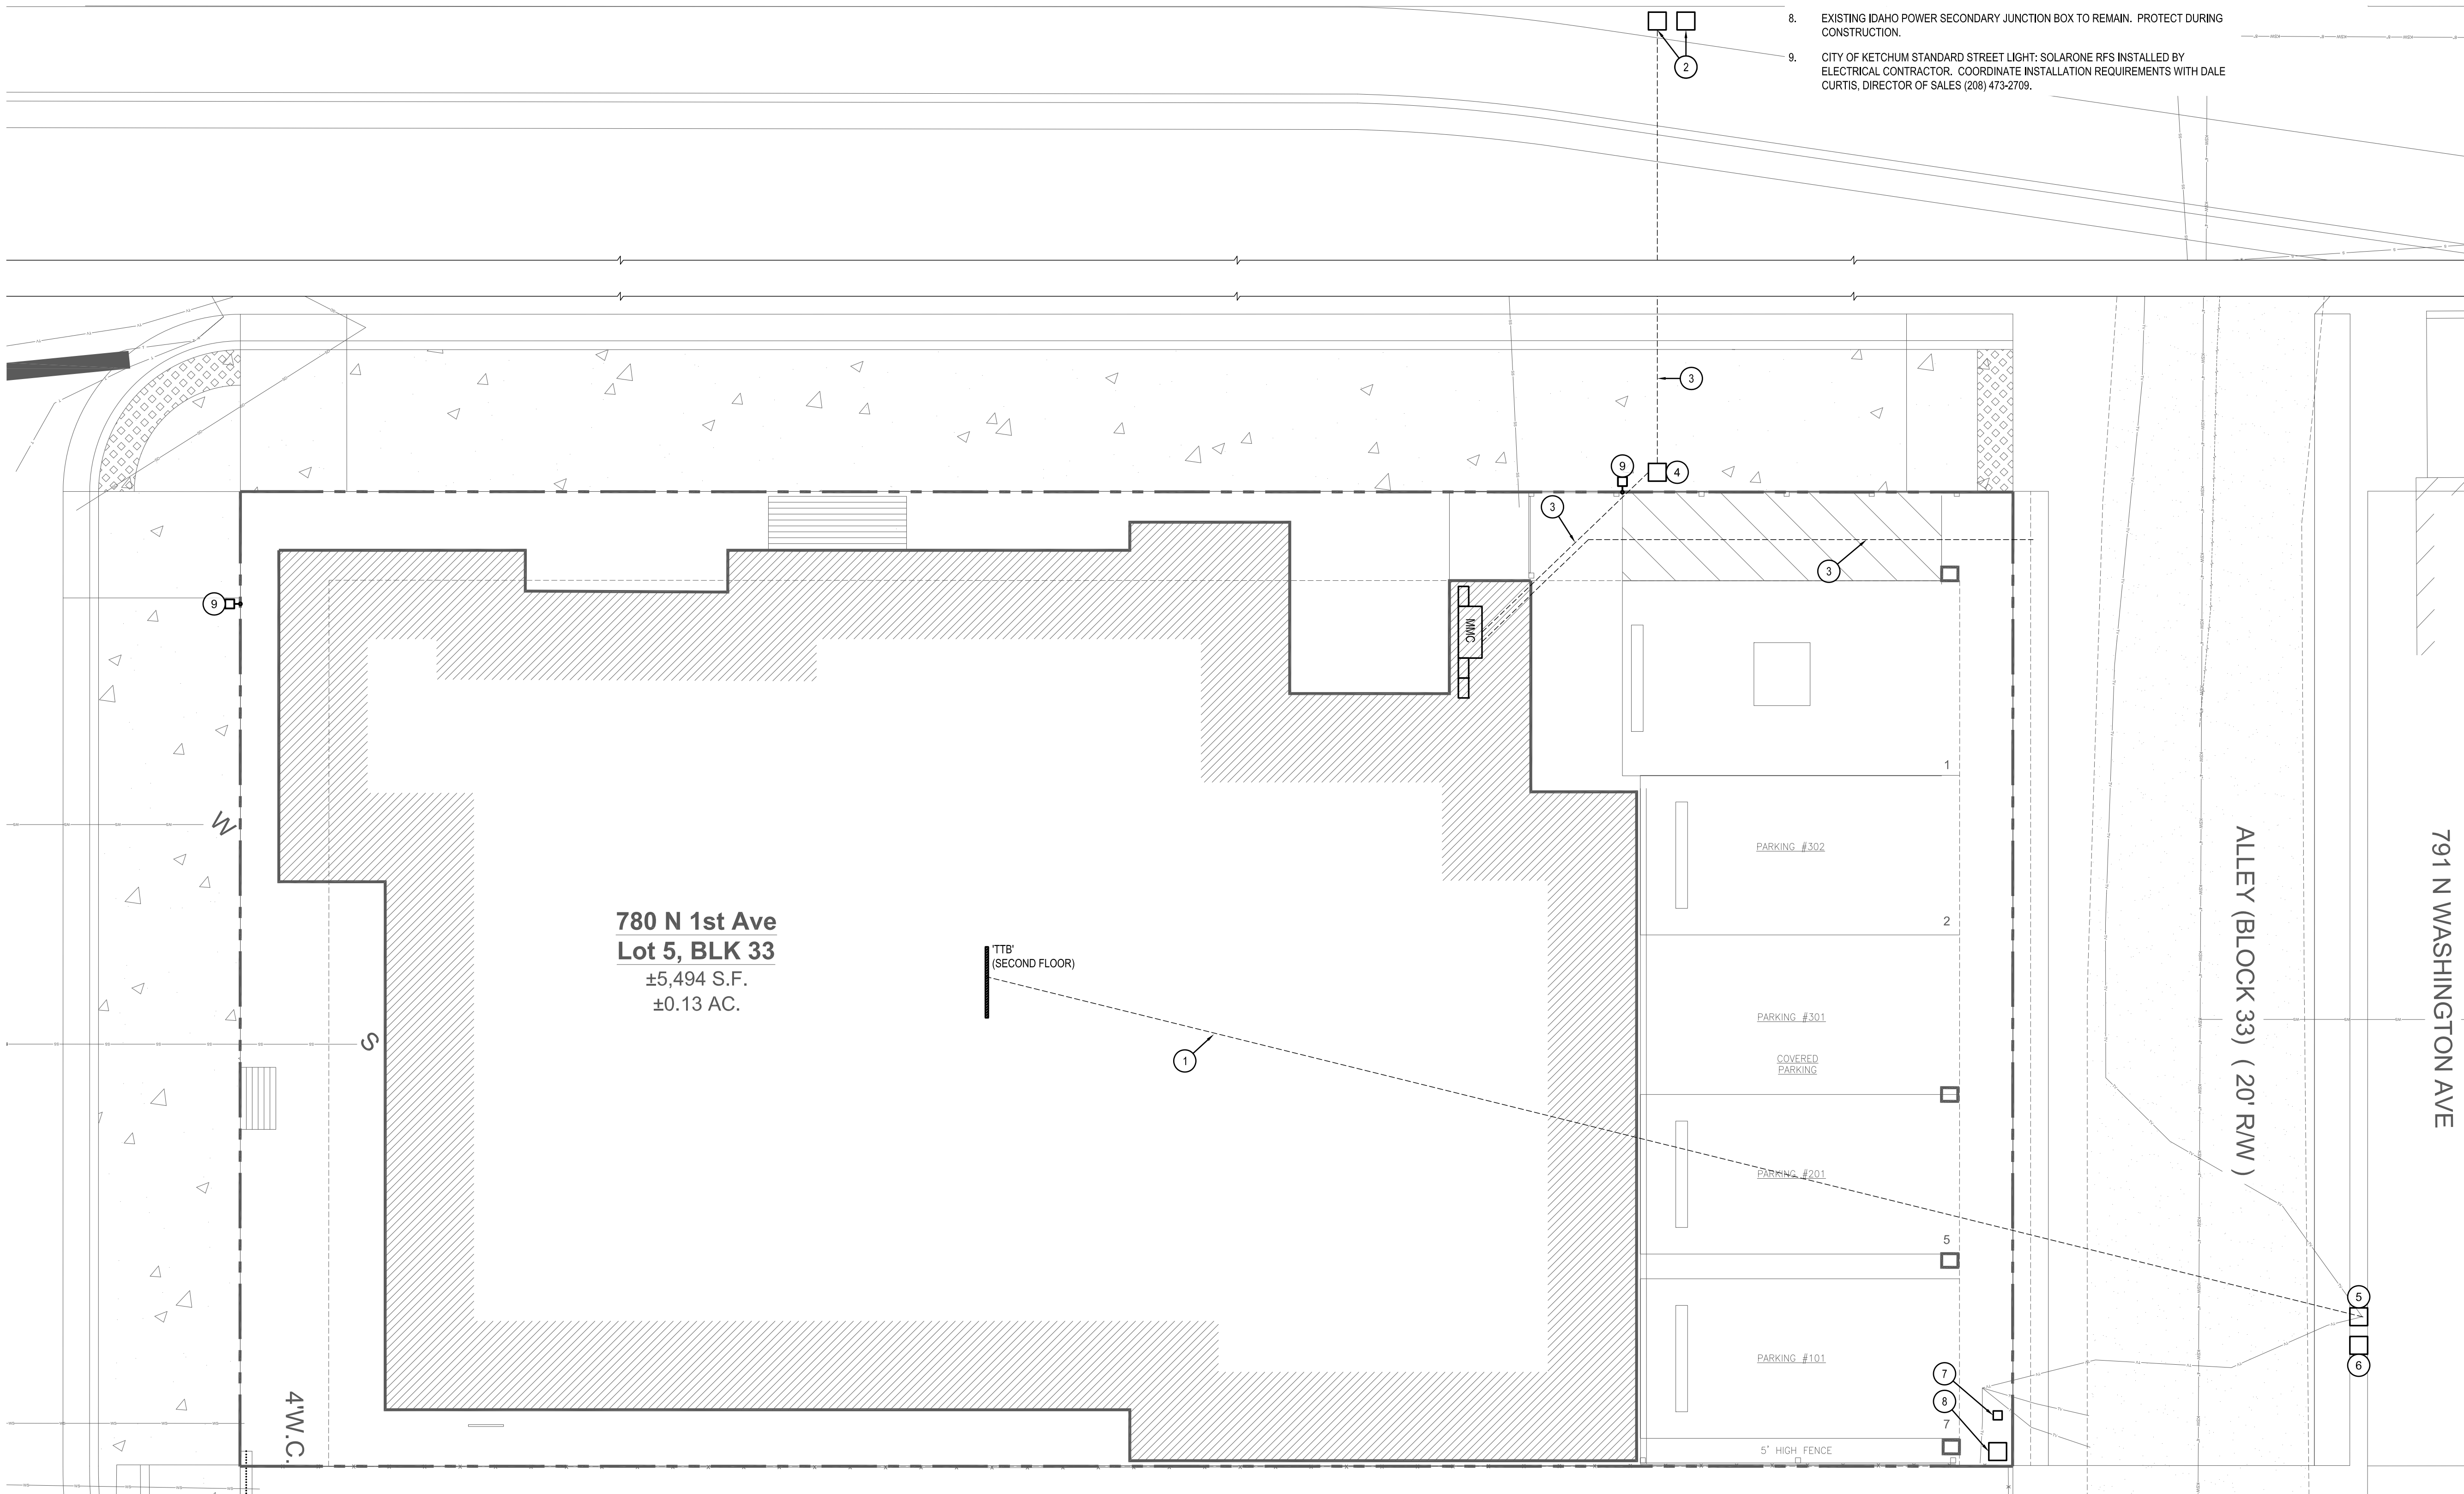 8. EXISTING IDAHO POWER SECONDARY JUNCTION BOX TO REMAIN. PROTECT DURING
CONSTRUCTION.
9. CITY OF KETCHUM STANDARD STREET LIGHT: SOLARONE RFS INSTALLED BY
ELECTRICAL CONTRACTOR. COORDINATE INSTALLATION REQUIREMENTS WITH DALE
CURTIS, DIRECTOR OF SALES (208) 473-2709.
2
3
9
4
3
3
9
MMC
1
W
PARKING #302
2
780 N 1st Ave
Lot 5, BLK 33
±5,494 S.F.
±0.13 AC.
'TTB'
(SECOND FLOOR)
S
1
PARKING #301
COVERED
PARKING
PARKING #201
5
ALLEY (BLOCK 33) ( 20' R/W )
791 N WASHINGTON AVE
5
6
PARKING #101
7
8
7
5' HIGH FENCE
4'W.C.